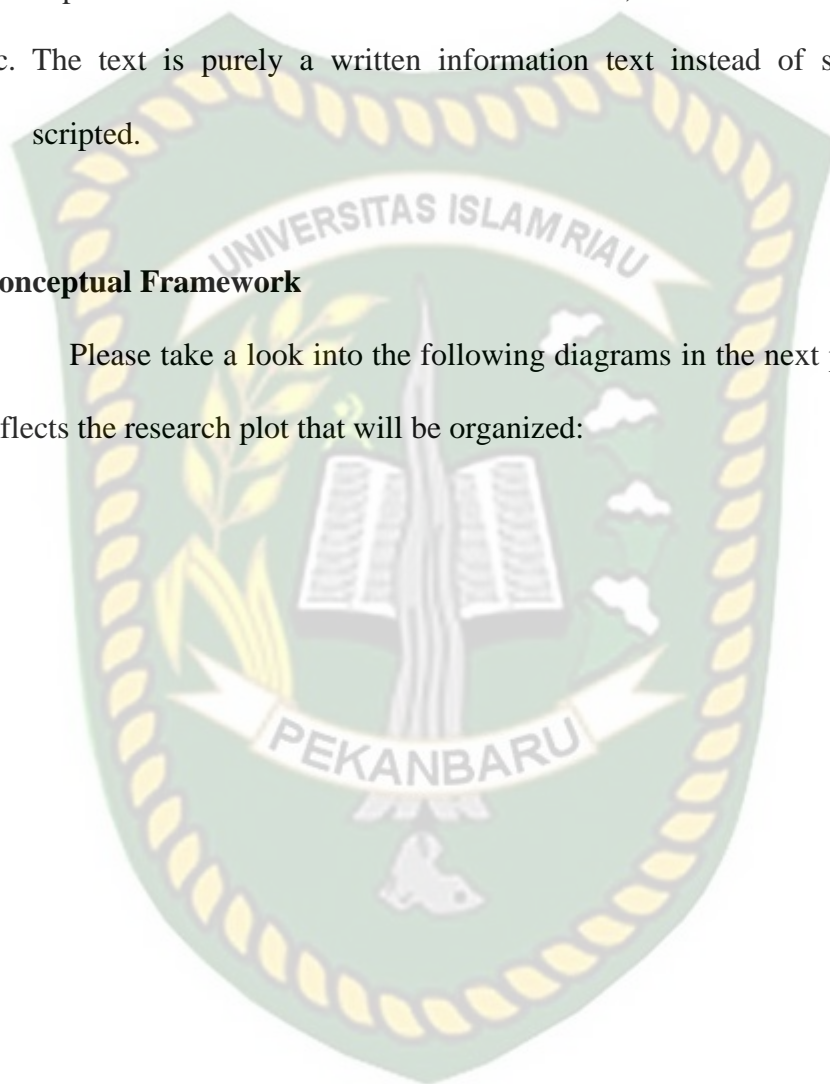 c. The text is purely a written information text instead of s
scripted.
UNIVERSITAS ISLAM RIAU
onceptual Framework
Please take a look into the following diagrams in the next
flects the research plot that will be organized:
PEKANBARU